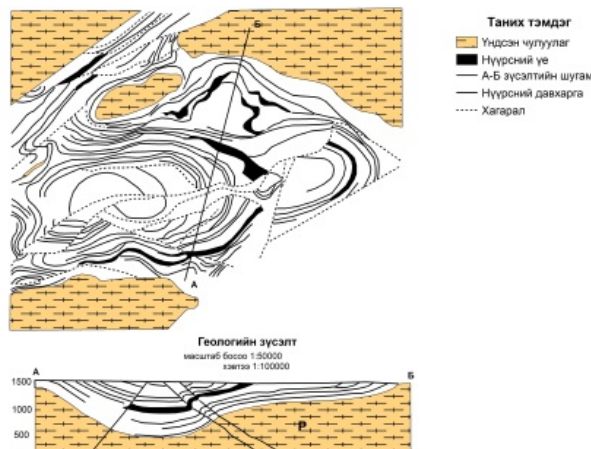 Б
Таних тэмдэг
Үндсэн чулуулаг
Нүүрсний үе
А-Б зүсэлтийн шугам
Нүүрсний давхарга
Хагарал
А
Геологийн зүсэлт
масштаб босоо 1:50000
хэвтээ 1:100000
А
Б
1500
1000
500
Р